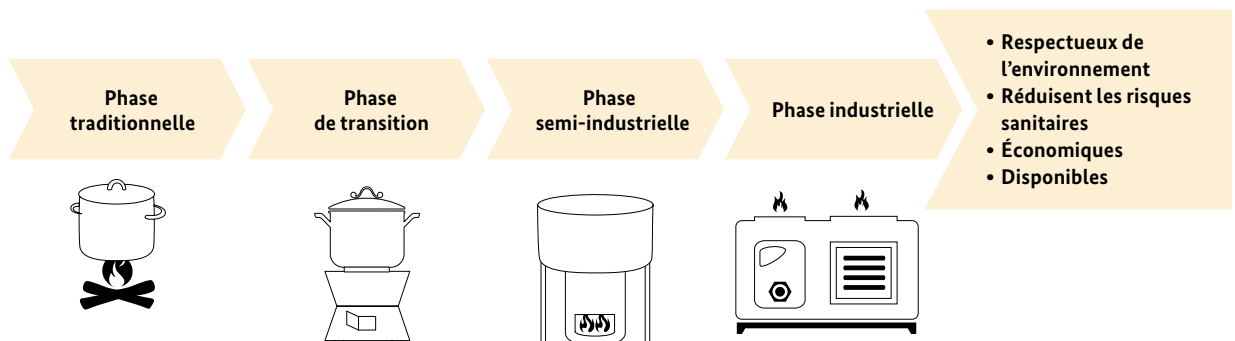 Phase
traditionnelle
Phase
de transition
Phase
semi-industrielle
Phase industrielle
• Respectueux de
l’environnement
• Réduisent les risques
sanitaires
• Économiques
• Disponibles